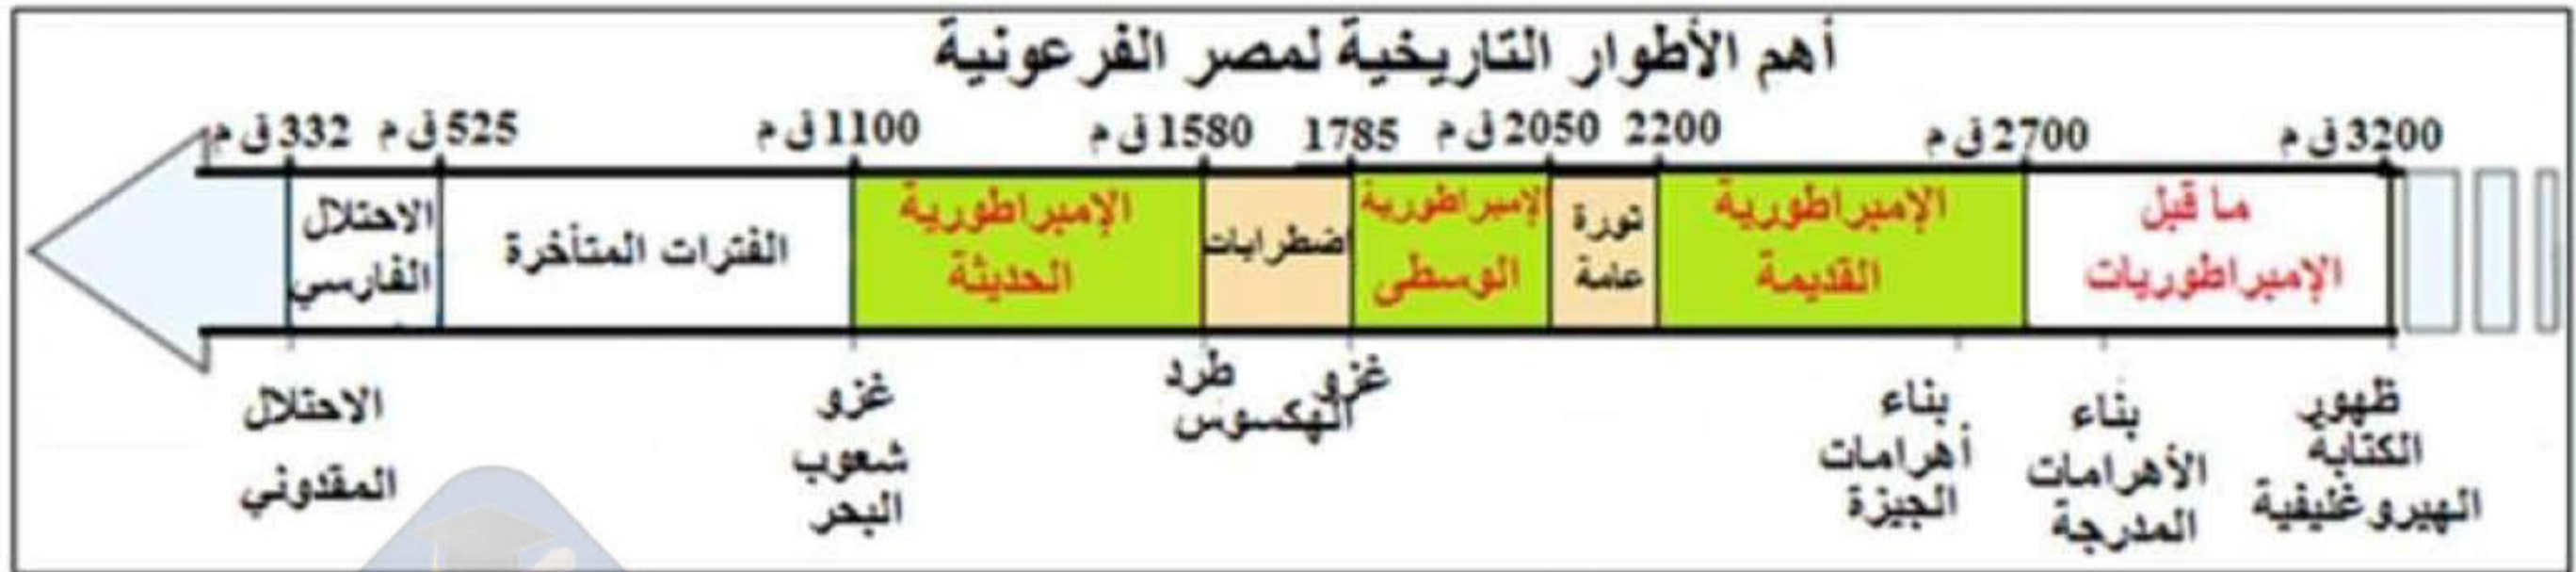 أهم الأطوار التاريخية لمصر الفرعونية
3200 ق م
2700 ق م
2200
2050 ق م
1785
1580 ق م
1100 ق م
525 ق م
332 ق م
ما قبل
الإمبراطوريات
الإمبراطورية
القديمة
ثورة
عامة
الإمبراطورية
الوسطى
اضطرابات
الإمبراطورية
الحديثة
الفترات المتأخرة
الاحتلال
الفارسي
ظهور
الكتابة
الهيروغليفية
بناء
الأهرامات
المدرجة
بناء
أهرامات
الجيزة
غزو
طرد
الهكسوس
غزو
شعوب
البحر
الاحتلال
المقدوني